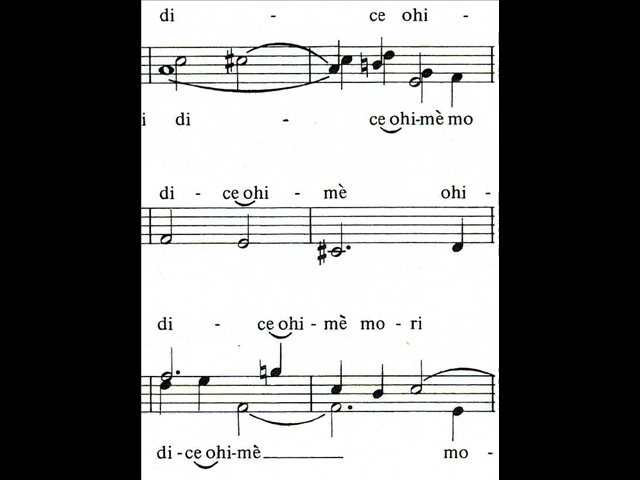 di - ce ohi -
i di - ce ohi-mè mo
di - ce ohi - mè ohi -
di - ce ohi - mè mo - ri
di - ce ohi-mè_______ mo -